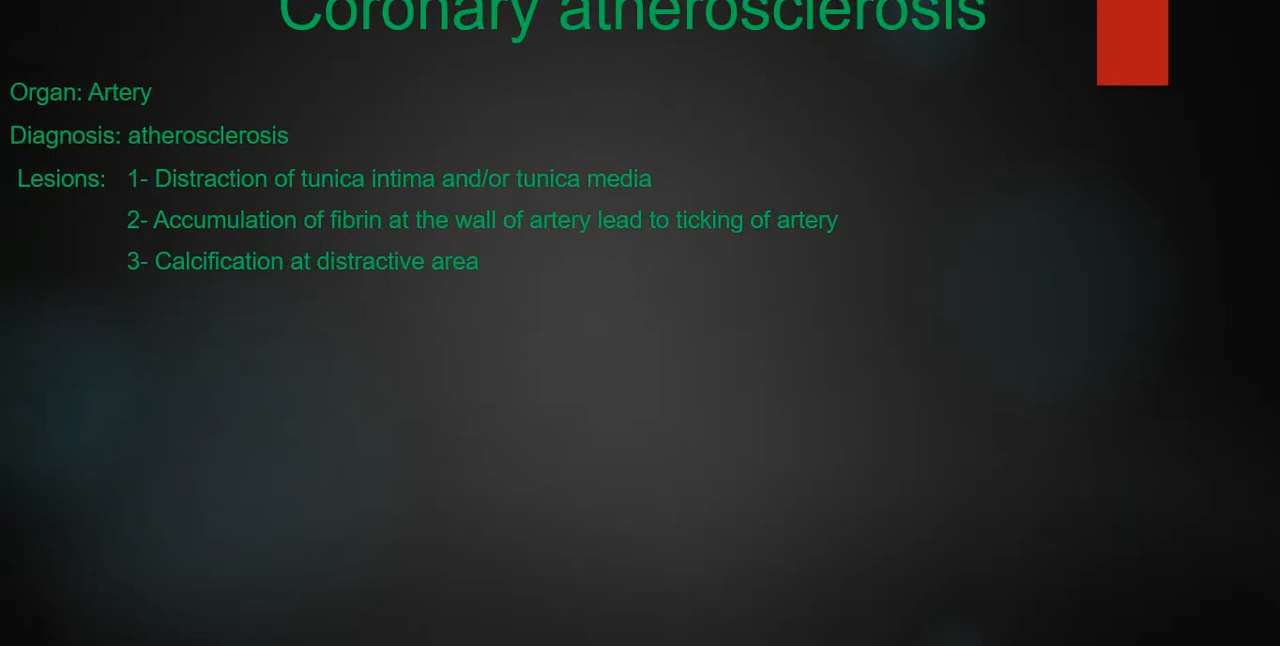 Coronary atherosclerosis
Organ: Artery
Diagnosis: atherosclerosis
Lesions: 1- Distraction of tunica intima and/or tunica media
2- Accumulation of fibrin at the wall of artery lead to ticking of artery
3- Calcification at distractive area